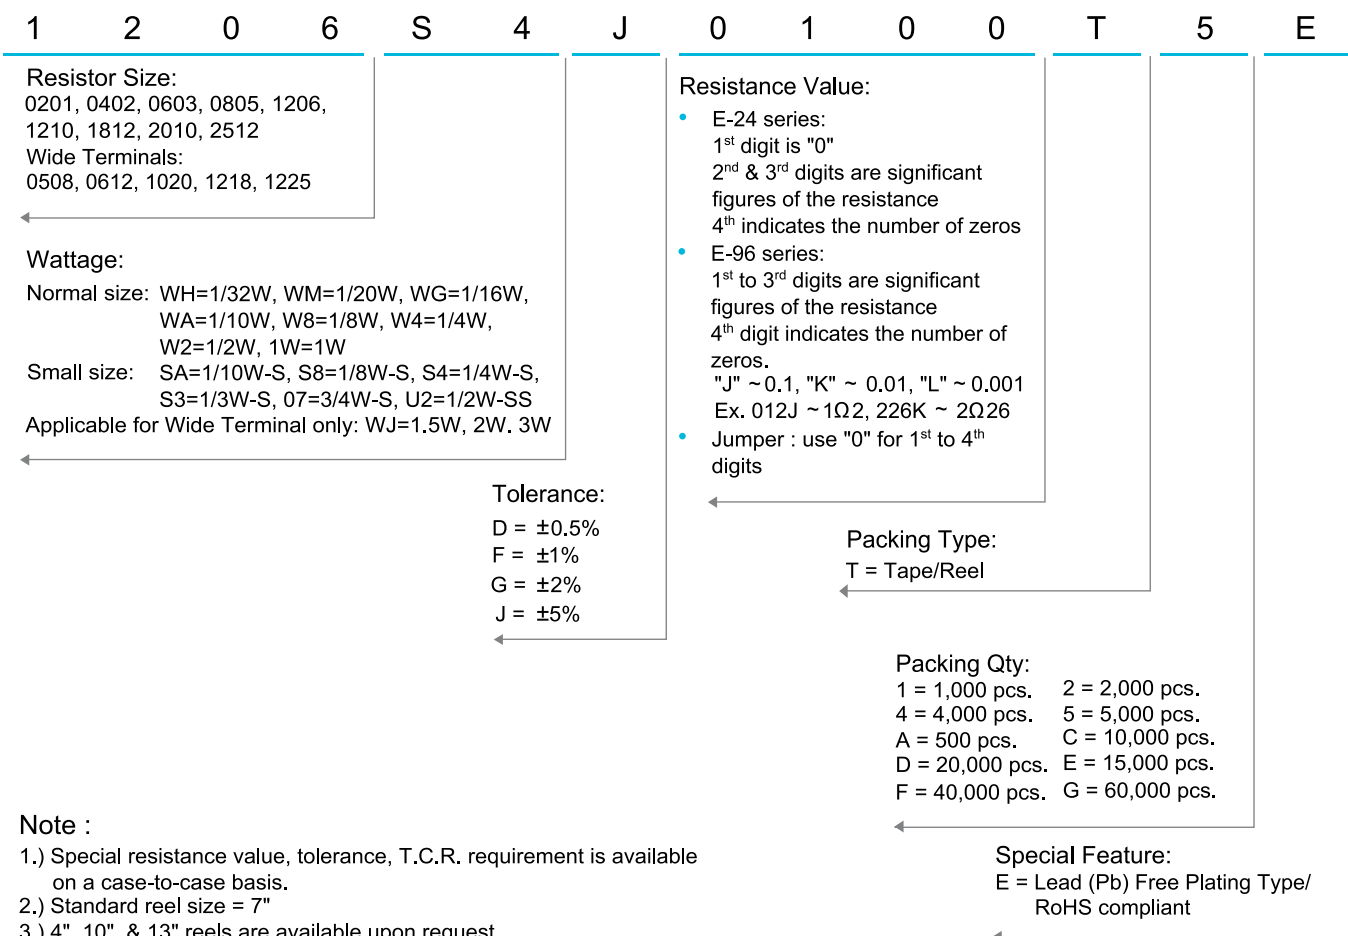 1 2 0 6 S 4 J 0 1 0 0 T 5 E
Resistor Size:
0201, 0402, 0603, 0805, 1206,
1210, 1812, 2010, 2512
Wide Terminals:
0508, 0612, 1020, 1218, 1225
Wattage:
Normal size: WH=1/32W, WM=1/20W, WG=1/16W,
WA=1/10W, W8=1/8W, W4=1/4W,
W2=1/2W, 1W=1W
Small size: SA=1/10W-S, S8=1/8W-S, S4=1/4W-S,
S3=1/3W-S, 07=3/4W-S, U2=1/2W-SS
Applicable for Wide Terminal only: WJ=1.5W, 2W. 3W
Tolerance:
D = ±0.5%
F = ±1%
G = ±2%
J = ±5%
Resistance Value:
• E-24 series:
1st digit is "0"
2nd & 3rd digits are significant
figures of the resistance
4th indicates the number of zeros
• E-96 series:
1st to 3rd digits are significant
figures of the resistance
4th digit indicates the number of
zeros.
"J" ~ 0.1, "K" ~ 0.01, "L" ~ 0.001
Ex. 012J ~ 1Ω2, 226K ~ 2Ω26
• Jumper : use "0" for 1st to 4th
digits
Packing Type:
T = Tape/Reel
Packing Qty:
1 = 1,000 pcs. 2 = 2,000 pcs.
4 = 4,000 pcs. 5 = 5,000 pcs.
A = 500 pcs. C = 10,000 pcs.
D = 20,000 pcs. E = 15,000 pcs.
F = 40,000 pcs. G = 60,000 pcs.
Special Feature:
E = Lead (Pb) Free Plating Type/
RoHS compliant
Note :
1.) Special resistance value, tolerance, T.C.R. requirement is available
on a case-to-case basis.
2.) Standard reel size = 7"
3.) 4", 10", & 13" reels are available upon request